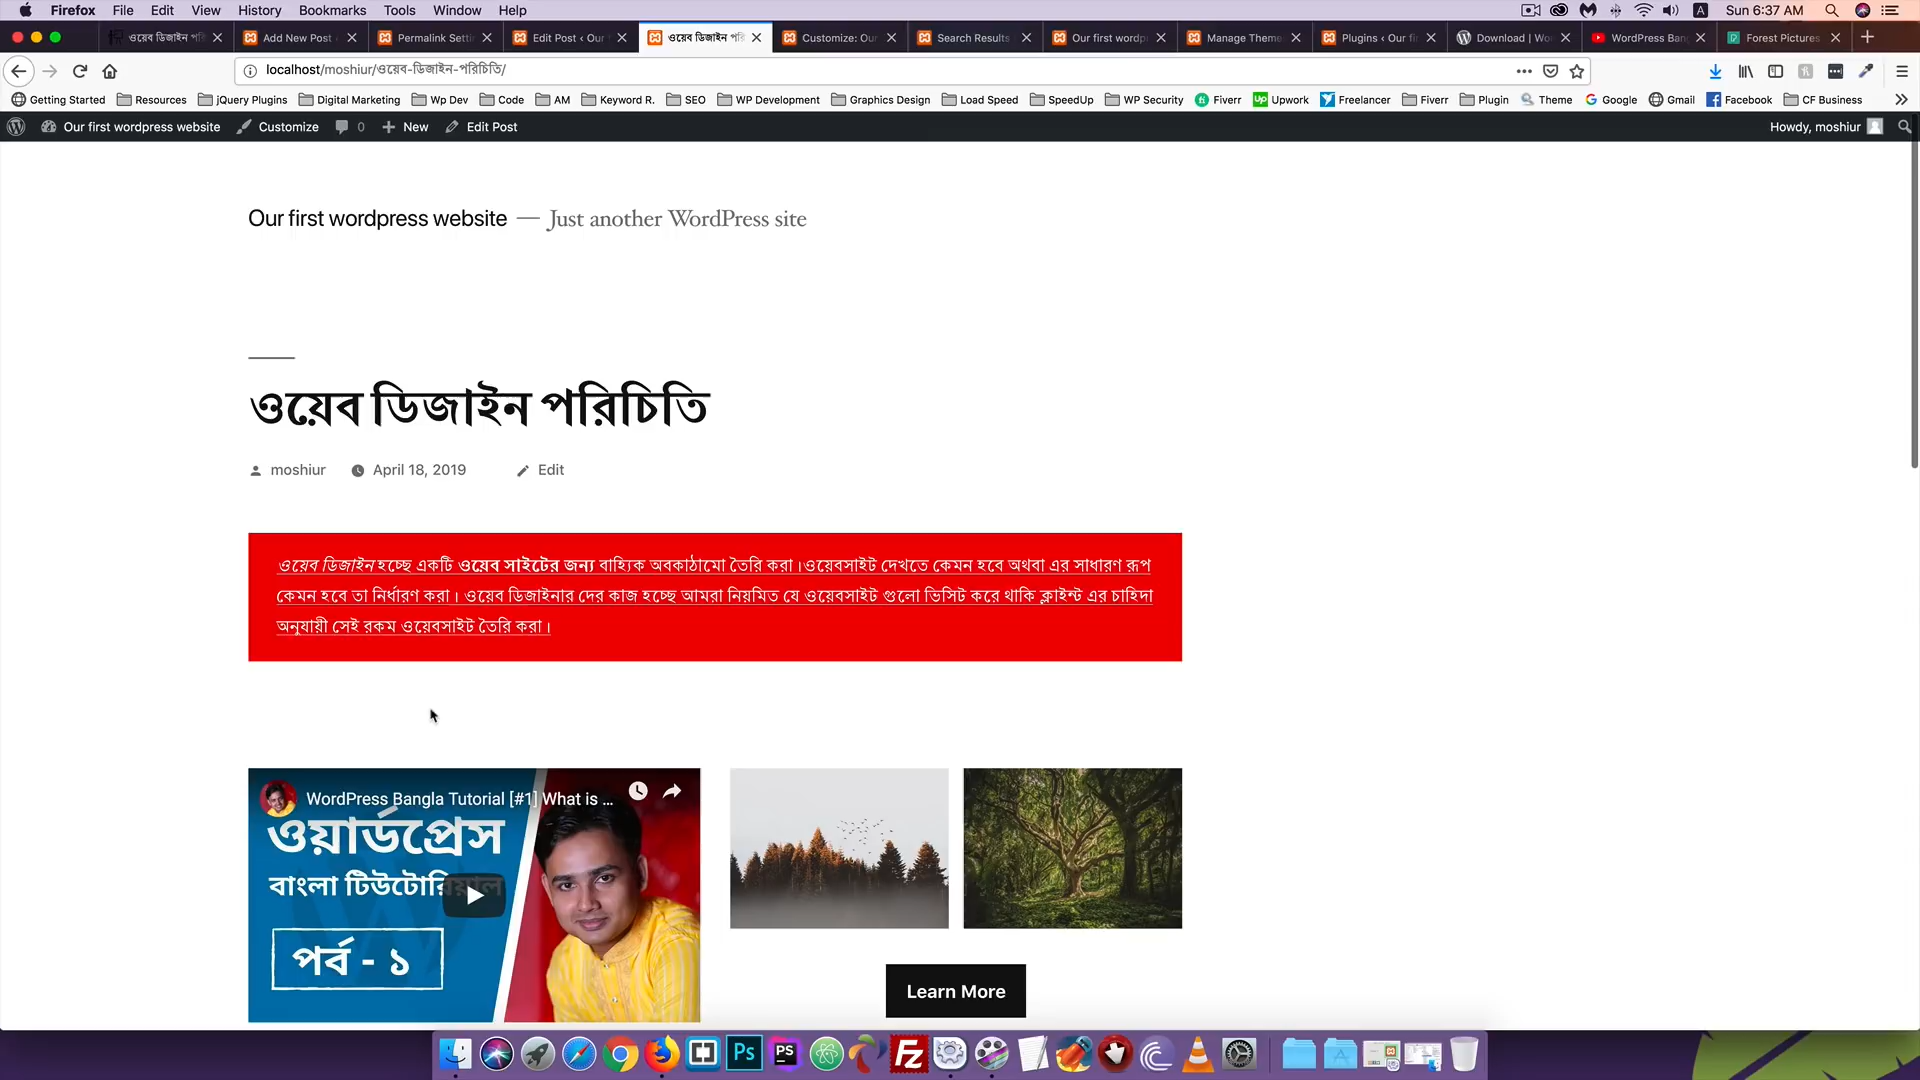 Firefox File Edit View History Bookmarks Tools Window Help Sun 6:37 AM
ওয়েব ডিজাইন পরি Add New Post Permalink Setti Edit Post ‹ Our ওয়েব ডিজাইন পরি Customize: Our Search Results Our first wordp Manage Theme Plugins ‹ Our fi Download | Wo WordPress Ban Forest Pictures
localhost/moshiur/ওয়েব-ডিজাইন-পরিচিতি/
Getting Started Resources jQuery Plugins Digital Marketing Wp Dev Code AM Keyword R. SEO WP Development Graphics Design Load Speed SpeedUp WP Security Fiverr Upwork Freelancer Fiverr Plugin Theme Google Gmail Facebook CF Business
Our first wordpress website Customize 0 New Edit Post Howdy, moshiur
Our first wordpress website — Just another WordPress site
ওয়েব ডিজাইন পরিচিতি
moshiur April 18, 2019 Edit
ওয়েব ডিজাইন হচ্ছে একটি ওয়েব সাইটের জন্য বাহ্যিক অবকাঠামো তৈরি করা।ওয়েবসাইট দেখতে কেমন হবে অথবা এর সাধারণ রূপ
কেমন হবে তা নির্ধারণ করা। ওয়েব ডিজাইনার দের কাজ হচ্ছে আমরা নিয়মিত যে ওয়েবসাইট গুলো ভিসিট করে থাকি ক্লাইন্ট এর চাহিদা
অনুযায়ী সেই রকম ওয়েবসাইট তৈরি করা।
WordPress Bangla Tutorial [#1] What is ...
ওয়ার্ডপ্রেস
বাংলা টিউটোরিয়াল
পর্ব - ১
Learn More